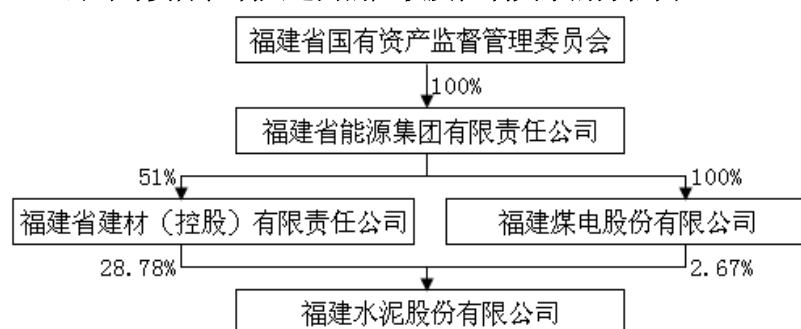 福建省国有资产监督管理委员会
100%
福建省能源集团有限责任公司
51%
100%
福建省建材（控股）有限责任公司
福建煤电股份有限公司
28.78%
2.67%
福建水泥股份有限公司